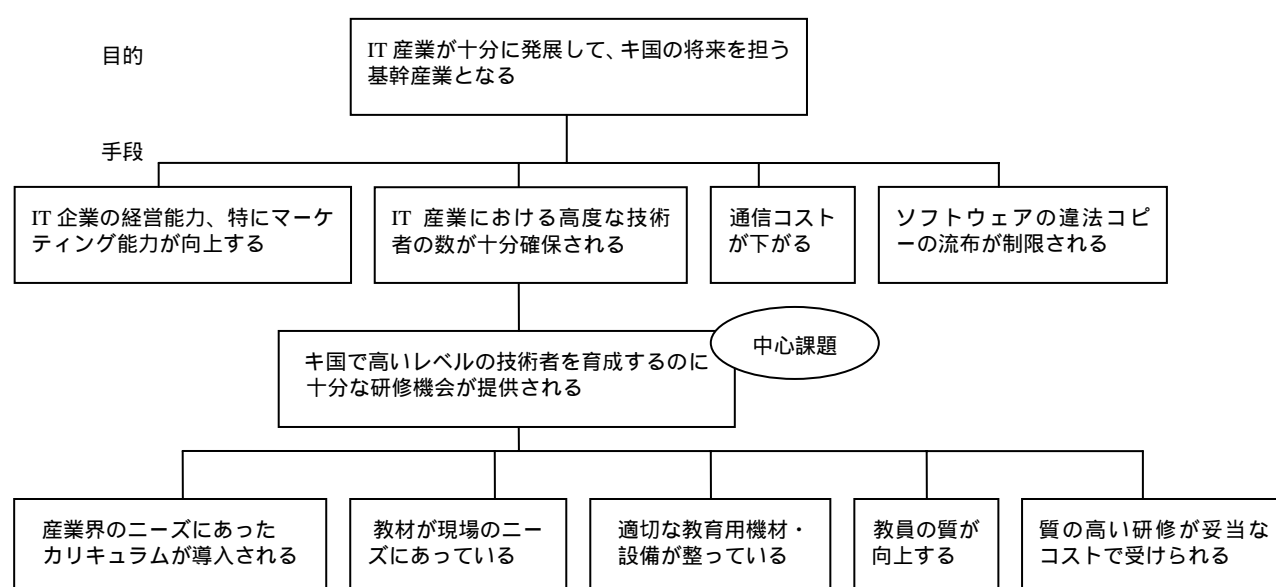 目的
IT 産業が十分に発展して、キ国の将来を担う
基幹産業となる
手段
IT 企業の経営能力、特にマーケ
ティング能力が向上する
IT 産業における高度な技術
者の数が十分確保される
通信コスト
が下がる
ソフトウェアの違法コピ
ーの流布が制限される
キ国で高いレベルの技術者を育成するのに
十分な研修機会が提供される
中心課題
産業界のニーズにあった
カリキュラムが導入される
教材が現場のニー
ズにあっている
適切な教育用機材・
設備が整っている
教員の質が
向上する
質の高い研修が妥当な
コストで受けられる